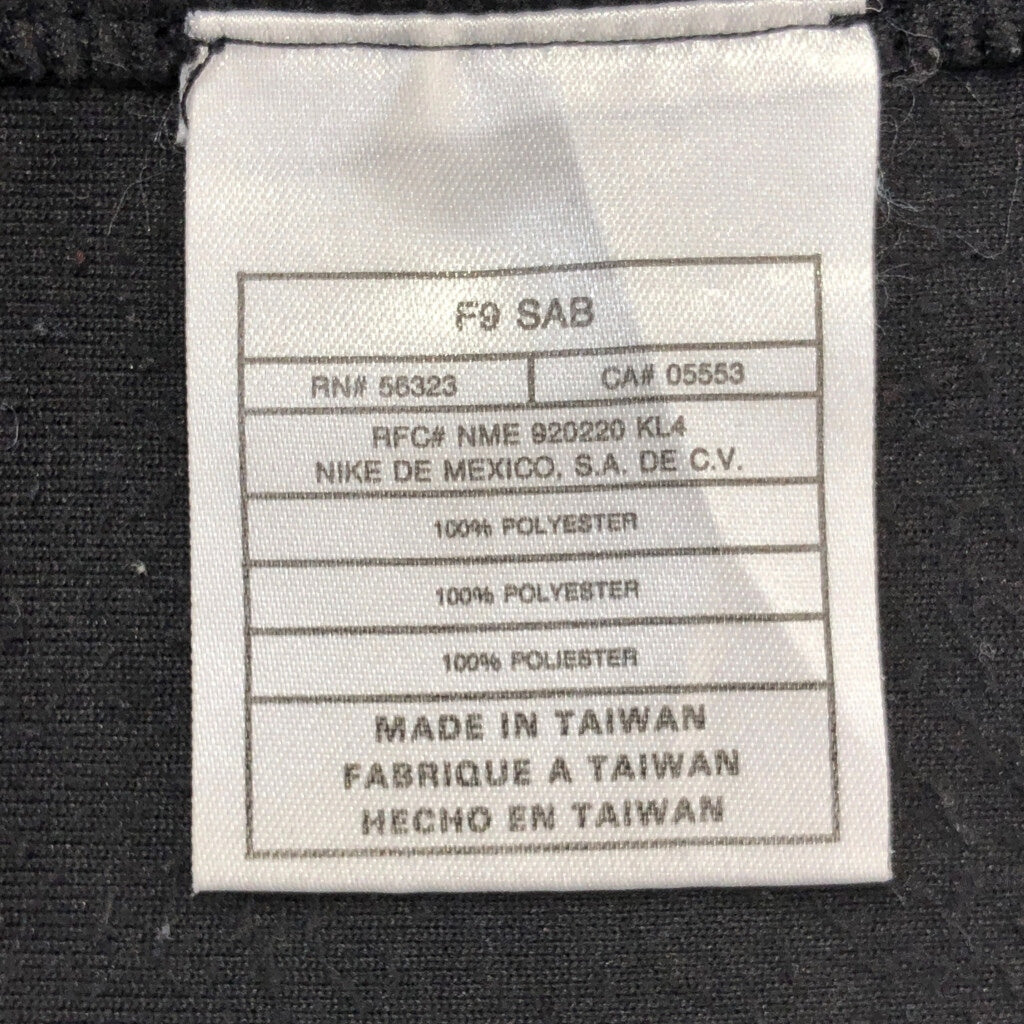 F9 SAB
RN# 56323 CA# 05553
RFC# NME 920220 KL4
NIKE DE MEXICO, S.A. DE C.V.
100% POLYESTER
100% POLYESTER
100% POLIESTER
MADE IN TAIWAN
FABRIQUE A TAIWAN
HECHO EN TAIWAN